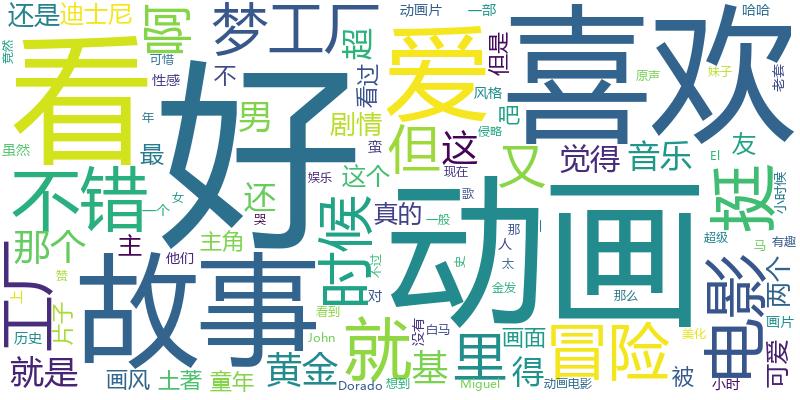 还是 迪士尼 啊 梦工厂 超 动画片 一部 爱 但是 喜欢 哈哈
竟然 看 可惜 性感 不 看过 风格 原声 妹子 老套
年 好 男 剧情 但 这 吧 侵略
虽然 不错 最 还 蛮 娱乐 这个 现在 又 觉得 音乐 El 友 挺 小时候
那个 主 一个 女 哭 时候 真的 一般 歌 动画 那 人 一 超级 马 有趣
工厂 他们 主角 故事 不过 对 史 太 金发 那么 电影 两个
上 赞 片子 历史 看到 John 没有 白马 画面 冒险 美化 画片
就是 画风 土著 童年 黄金 Dorado 就 想到 基 里 Miguel 得 动画电影 被 小时 可爱